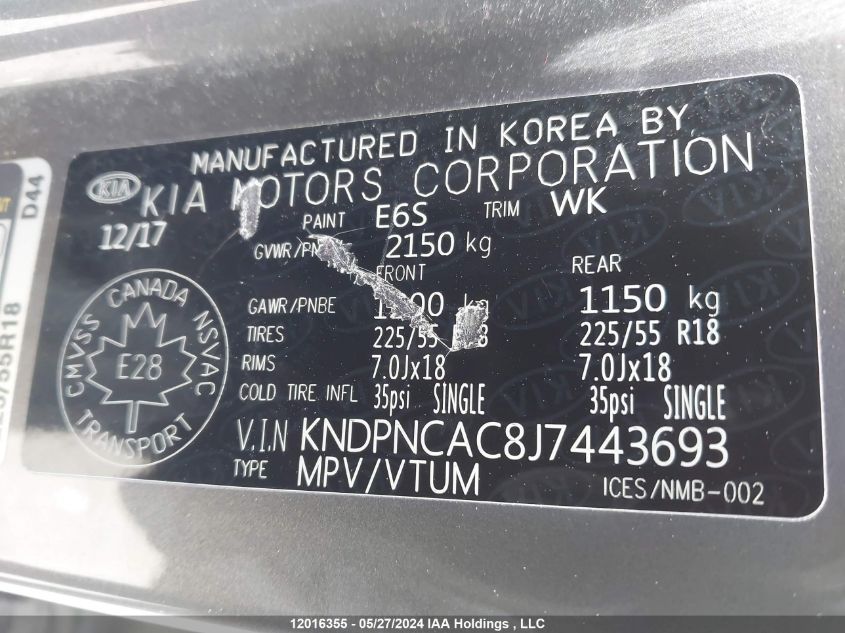 MANUFACTURED IN KOREA BY
KIA KIA MOTORS CORPORATION
12/17 PAINT E6S TRIM WK
GVWR 2150 kg
FRONT REAR
GAWR/PNBE kg 1150 kg
TIRES 225/55 225/55 R18
RIMS 7.0Jx18 7.0Jx18
COLD TIRE INFL 35psi SINGLE 35psi SINGLE
V.I.N KNDPNCAC8J7443693
TYPE MPV/VTUM ICES/NMB-002
CANADA
CMVSS NSVAC
E28
TRANSPORT
D44
12016355 - 05/27/2024 IAA Holdings , LLC